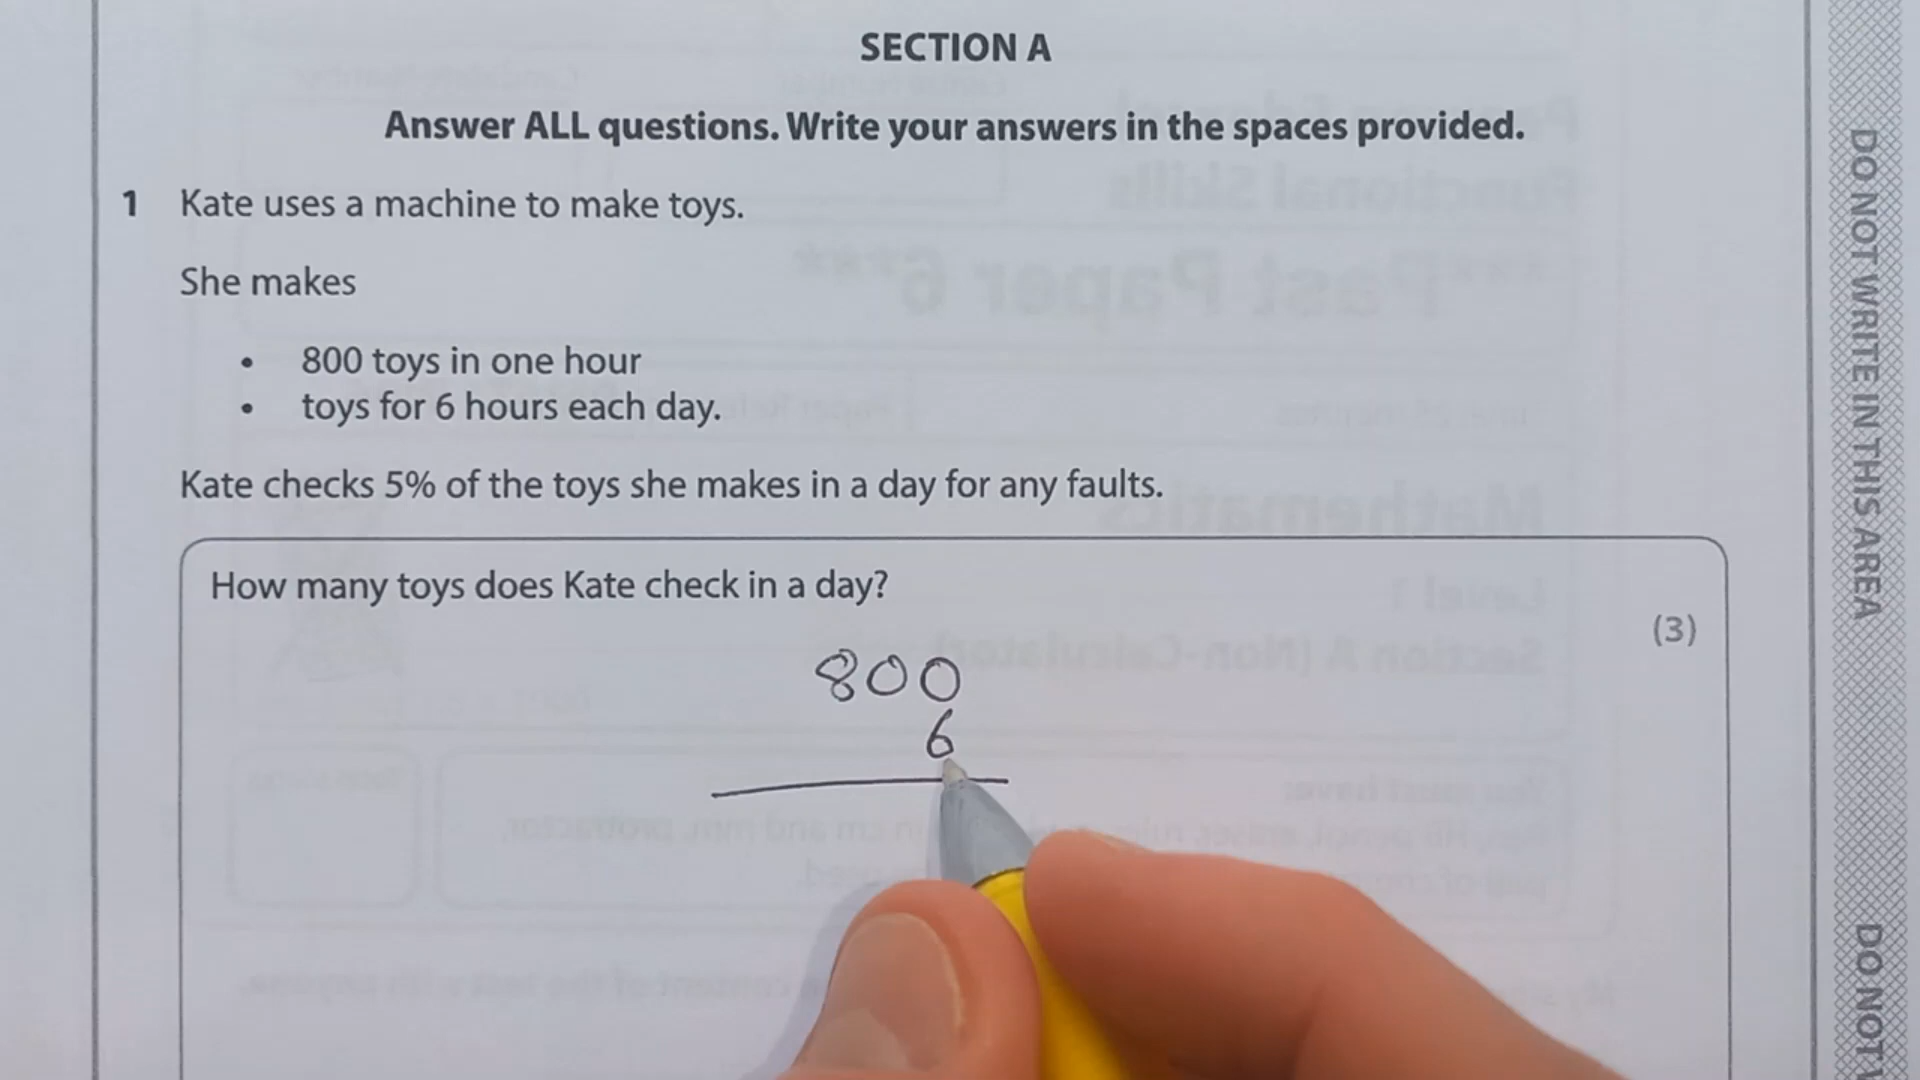 SECTION A
Answer ALL questions. Write your answers in the spaces provided.
1 Kate uses a machine to make toys.
She makes
• 800 toys in one hour
• toys for 6 hours each day.
Kate checks 5% of the toys she makes in a day for any faults.
How many toys does Kate check in a day?
(3)
800
6
DO NOT WRITE IN THIS AREA
DO NOT